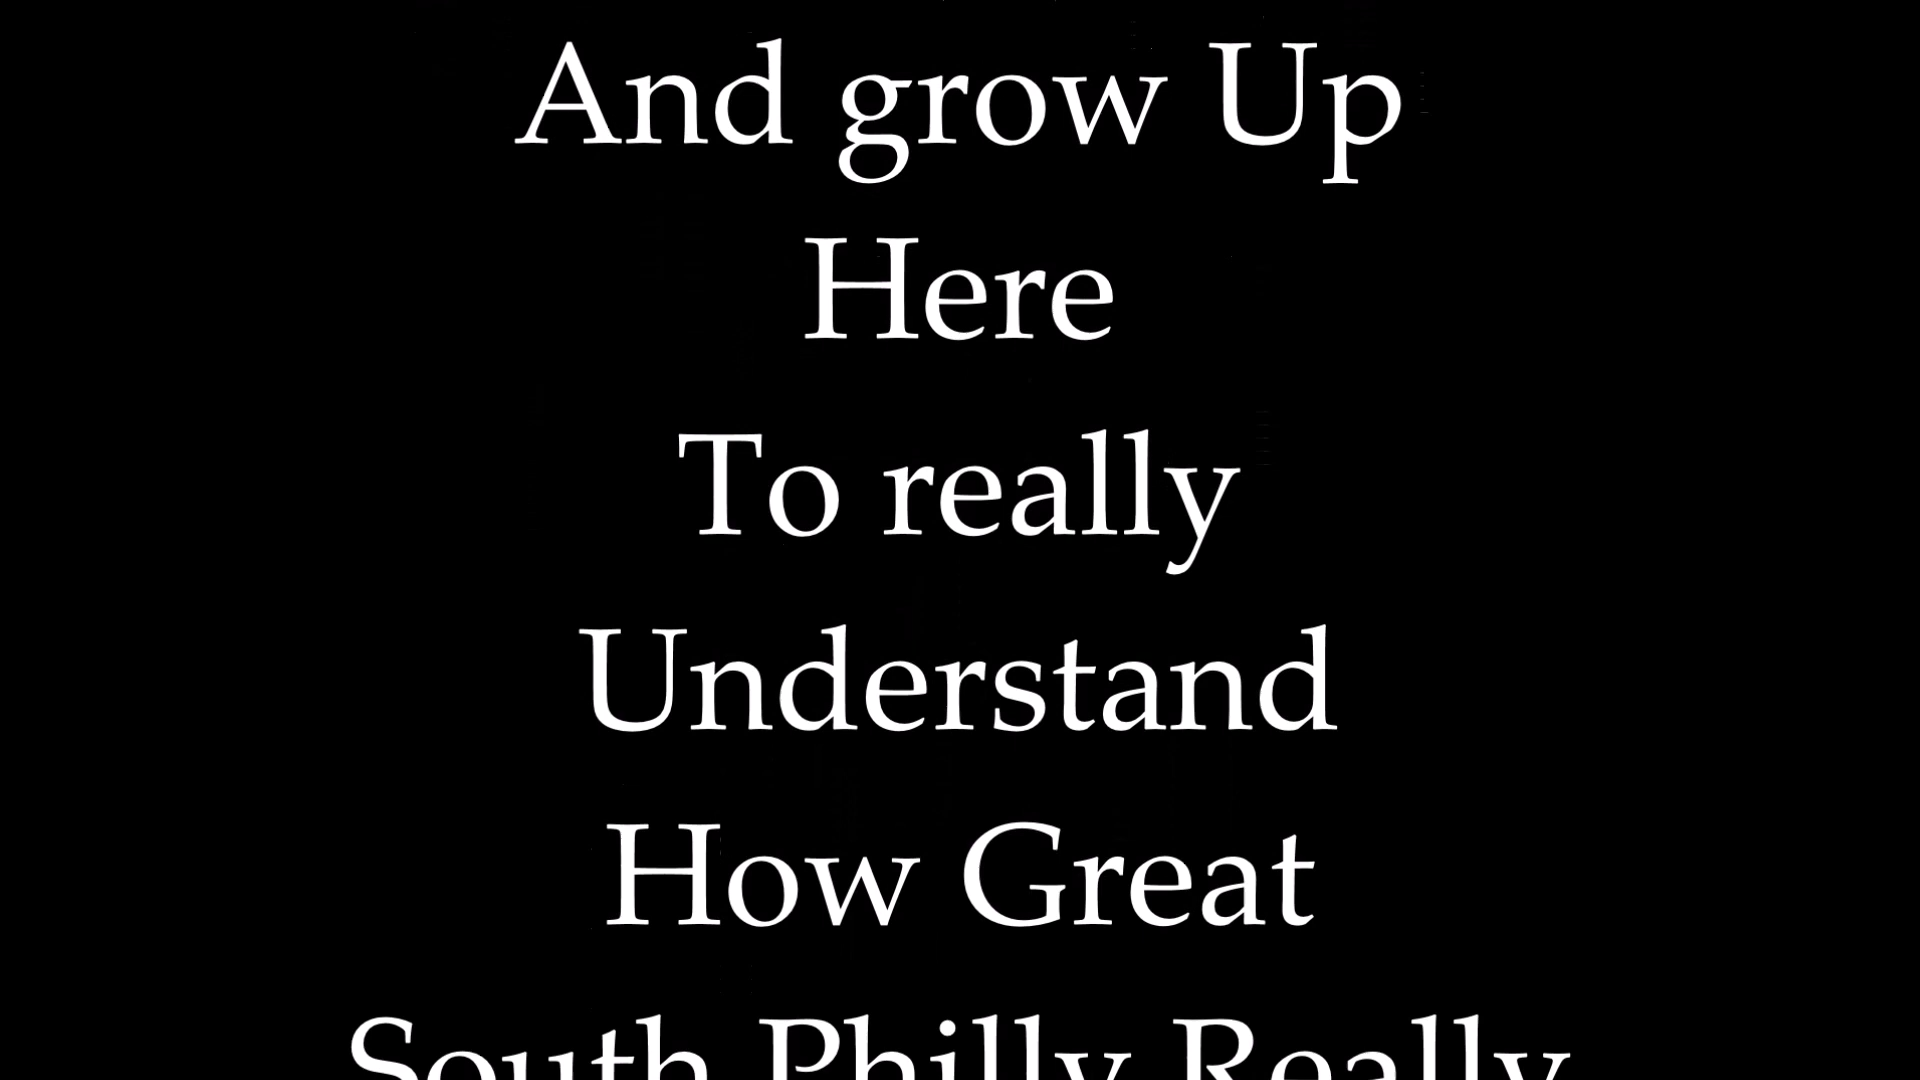 And grow Up
Here
To really
Understand
How Great
South Philly Really